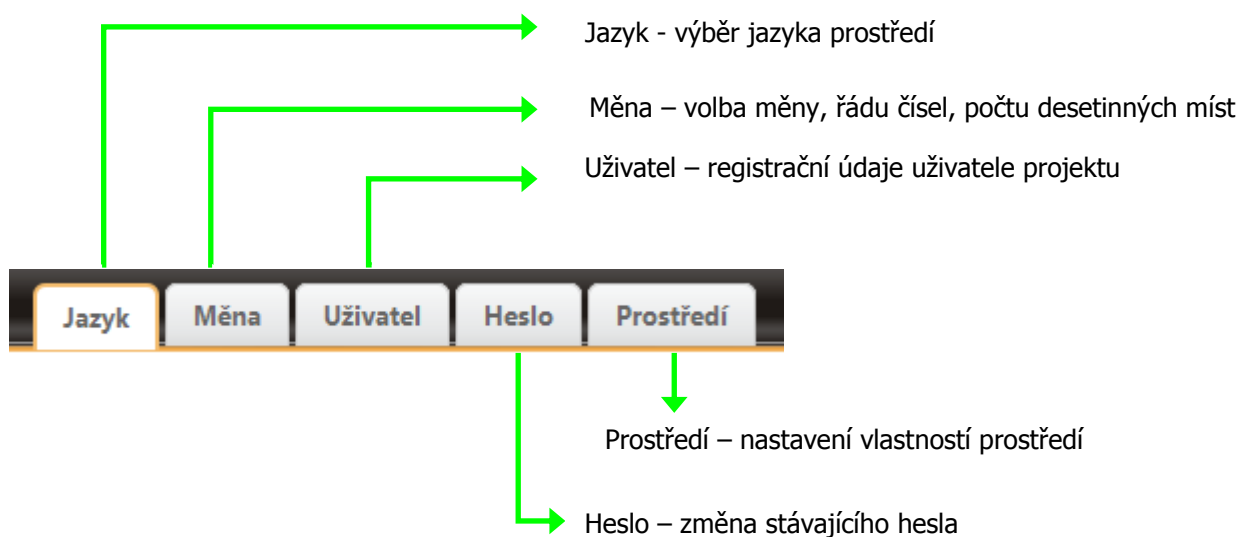 Jazyk - výběr jazyka prostředí
Měna – volba měny, řádu čísel, počtu desetinných míst
Uživatel – registrační údaje uživatele projektu
Jazyk Měna Uživatel Heslo Prostředí
Prostředí – nastavení vlastností prostředí
Heslo – změna stávajícího hesla